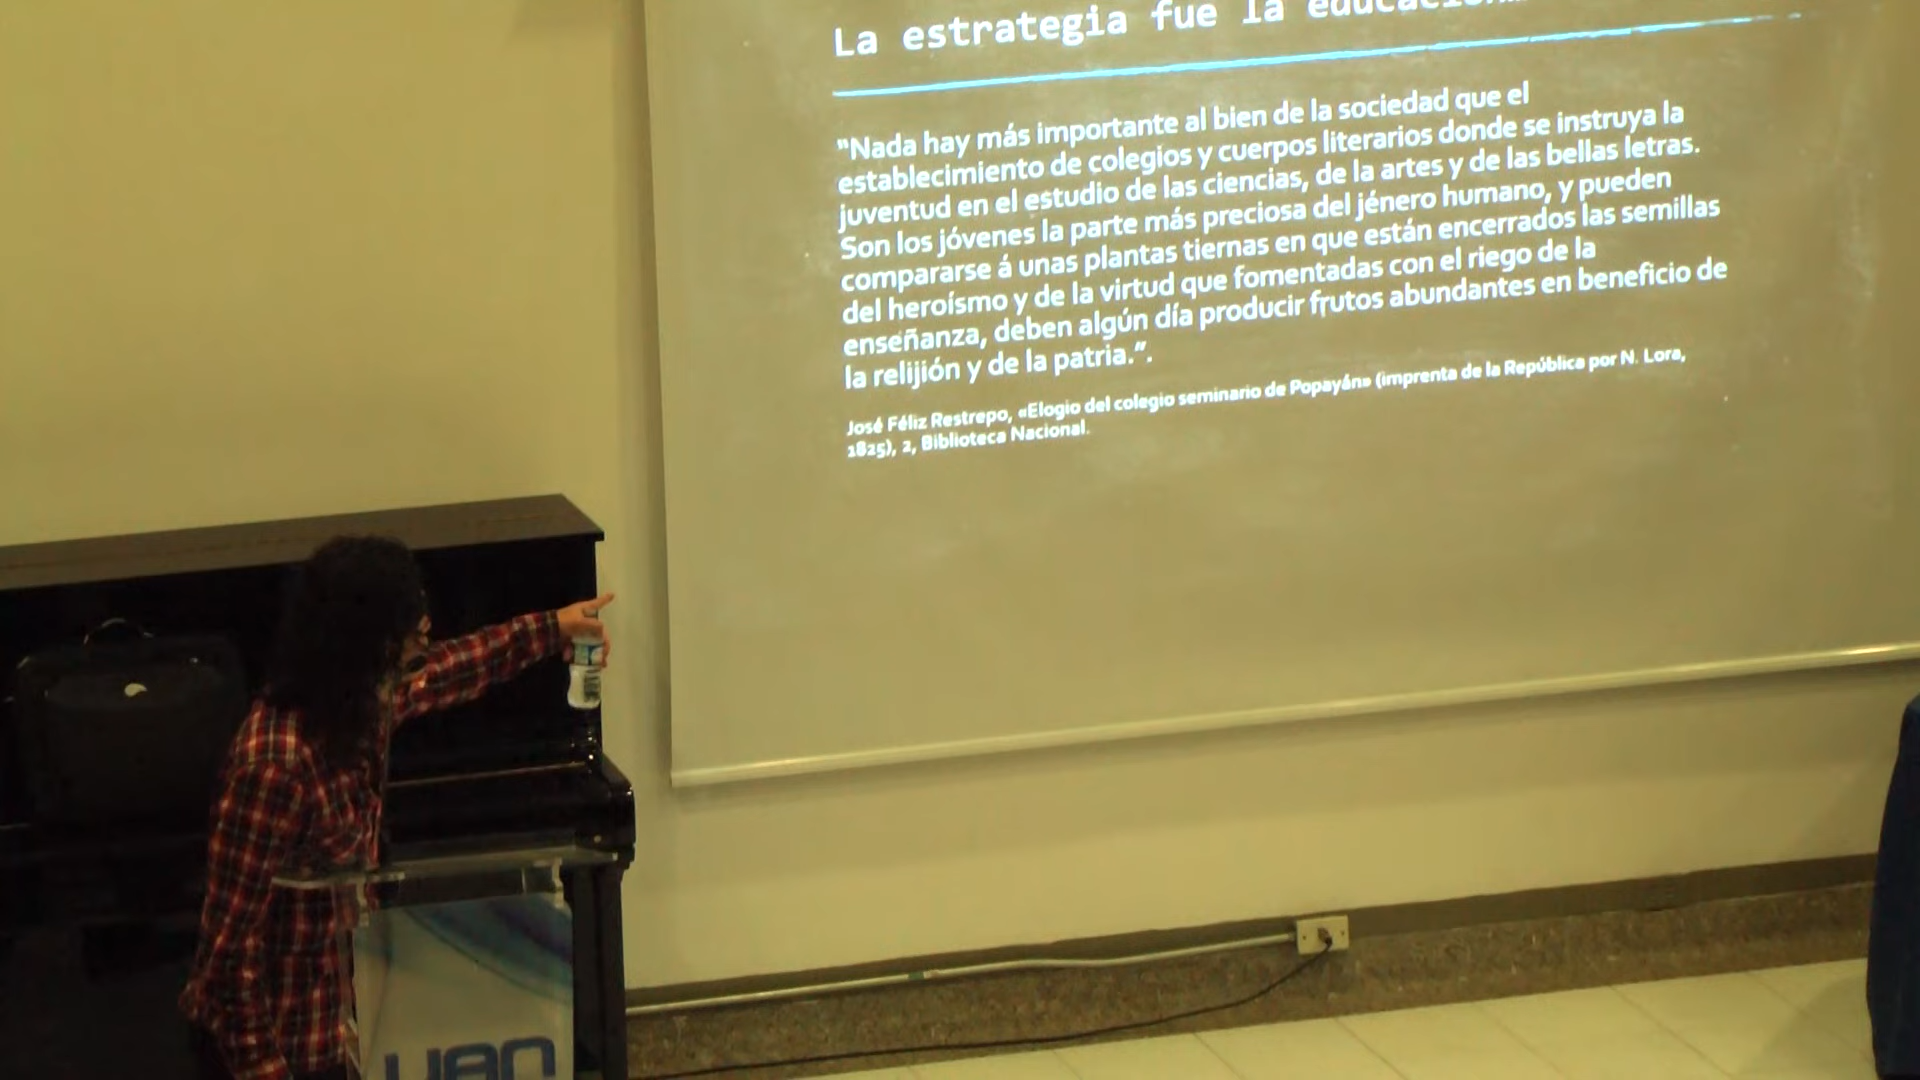 La estrategia fue la educación
"Nada hay más importante al bien de la sociedad que el
establecimiento de colegios y cuerpos literarios donde se instruya la
juventud en el estudio de las ciencias, de la artes y de las bellas letras.
Son los jóvenes la parte más preciosa del jénero humano, y pueden
compararse á unas plantas tiernas en que están encerrados las semillas
del heroísmo y de la virtud que fomentadas con el riego de la
enseñanza, deben algún día producir frutos abundantes en beneficio de
la relijión y de la patria.".
José Féliz Restrepo, «Elogio del colegio seminario de Popayán» (imprenta de la República por N. Lora,
1825), 2, Biblioteca Nacional.
UAN